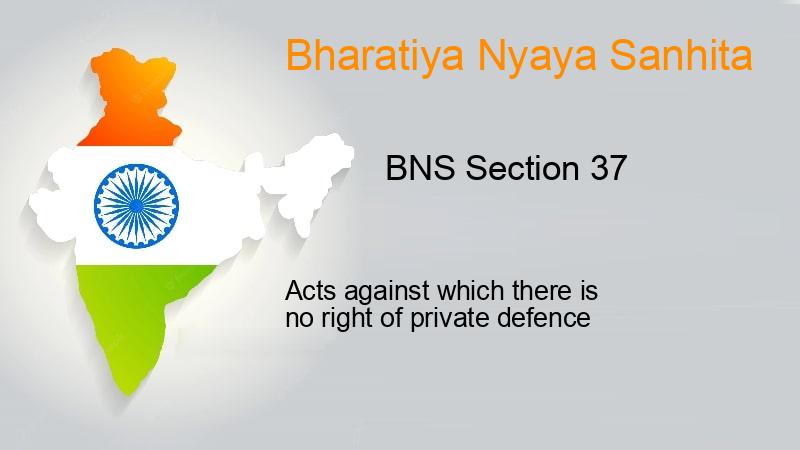 Bharatiya Nyaya Sanhita
BNS Section 37
Acts against which there is
no right of private defence